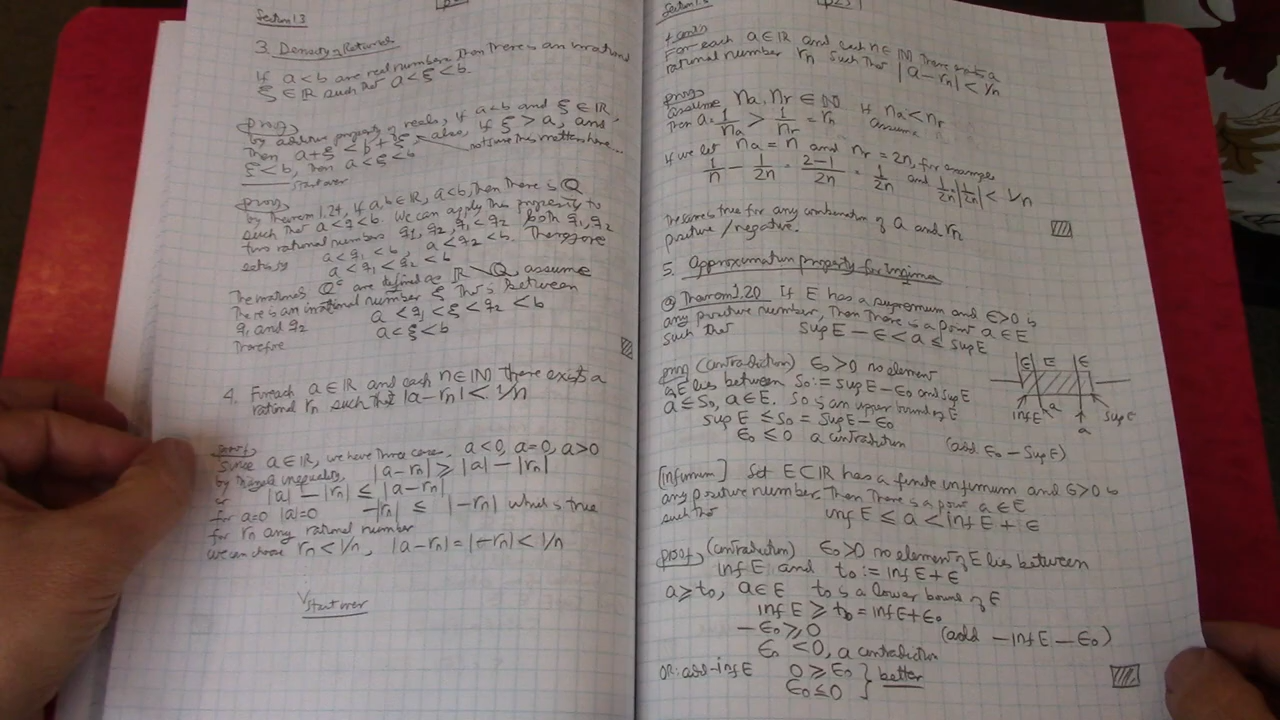 Section 1.3
3. Density of Rationals
If a<b are real numbers. Then There is an irrational
ξ∈ℝ such that a<ξ<b.
proof
by additive property of reals, if a<b and ξ∈ℝ,
Then a+ξ<b+ξ, also, if ξ>a, and
ξ<b, Then a<ξ<b
not sure this matters here...
start over
proof
by Theorem 1.24, if a,b∈ℝ, a<b, Then there is ℚ
such that a<q<b. We can apply this property to
two rational numbers q₁,q₂, q₁<q₂ both q₁,q₂
satisfy a<q₁<b, a<q₂<b. Therefore
a<q₁<q₂<b
The irrationals ℚᶜ are defined as ℝ\ℚ, assume
There is an irrational number ξ That is between
q₁ and q₂ a<q₁<ξ<q₂<b
Therefore a<ξ<b
4. For each a∈ℝ and each n∈ℕ there exists a
rational rₙ such that |a-rₙ|<1/n
proof
Since a∈ℝ, we have three cases, a<0, a=0, a>0
by triangle inequality, |a-rₙ|⩾|a|-|rₙ|
or |a|-|rₙ|≤|a-rₙ|
for a=0 |a|=0 -|rₙ|≤|-rₙ| which is true
for rₙ any rational number
We can choose rₙ<1/n, |a-rₙ|=|-rₙ|<1/n
start over
For each a∈ℝ and each n∈ℕ There exists a
rational number rₙ such that |a-rₙ|<1/n
proof
assume nₐ, nᵣ∈ℕ If nₐ<nᵣ
Then a=1/nₐ>1/nᵣ=rₙ assume
If we let nₐ=n and nᵣ=2n, for example
1/n-1/2n=2-1/2n=1/2n and 1/2n=|1/2n|<1/n
The same is true for any combination of a and rₙ
positive/negative.
5. Approximation property for infima
Theorem 1.20 If E has a supremum and ϵ>0 is
any positive number, Then There is a point a∈E
such that sup E-ϵ<a≤sup E
proof (contradiction) ϵ₀>0 no element
of E lies between s₀:=sup E-ϵ₀ and sup E
a≤s₀, a∈E. s₀ is an upper bound of E
sup E≤s₀=sup E-ϵ₀
ϵ₀≤0 a contradiction (add ϵ₀-sup E)
ϵ E ϵ
inf E a a sup E
[Infimum] Set E⊂ℝ has a finite infimum and ϵ>0 is
any positive number. Then There is a point a∈E
such that inf E≤a<inf E+ϵ
proof (contradiction) ϵ₀>0 no element of E lies between
inf E and t₀:=inf E+ϵ
a⩾t₀, a∈E t₀ is a lower bound of E
inf E⩾t₀=inf E+ϵ₀
-ϵ₀⩾0 (add -inf E-ϵ₀)
ϵ₀<0, a contradiction
OR: add-inf E 0⩾ϵ₀ } better
ϵ₀≤0